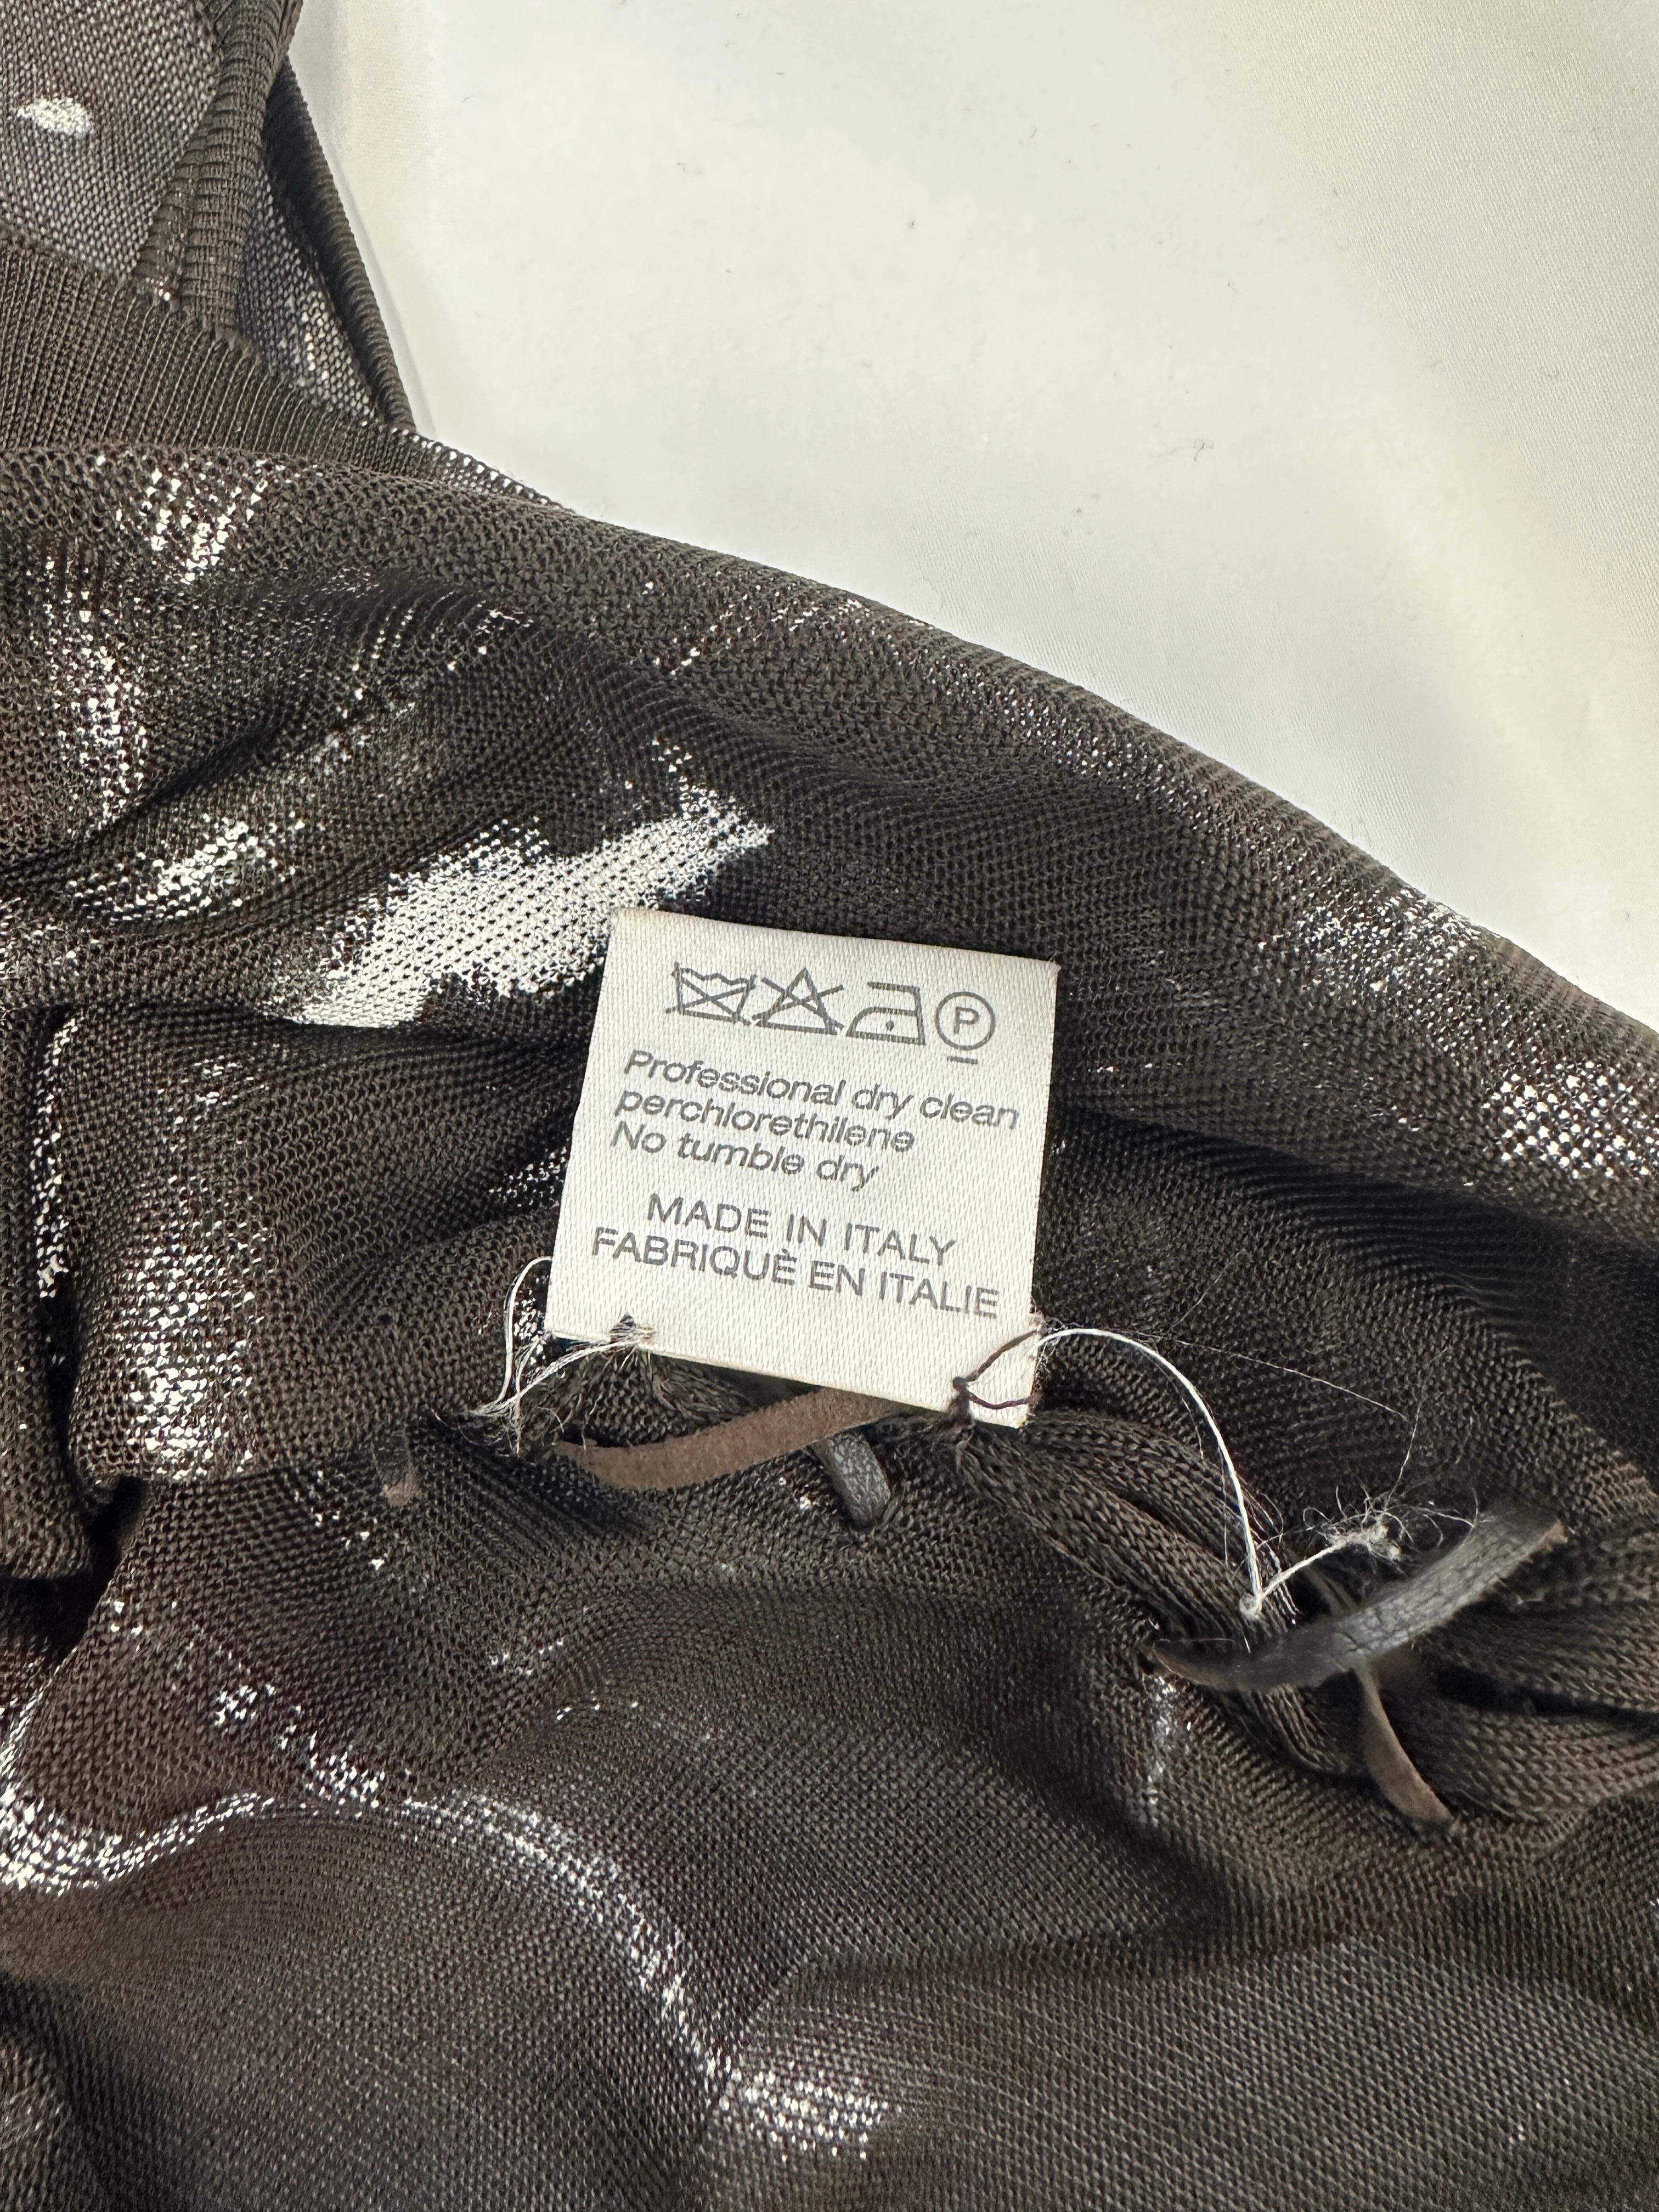 P
Professional dry clean
perchlorethilene
No tumble dry
MADE IN ITALY
FABRIQUÈ EN ITALIE